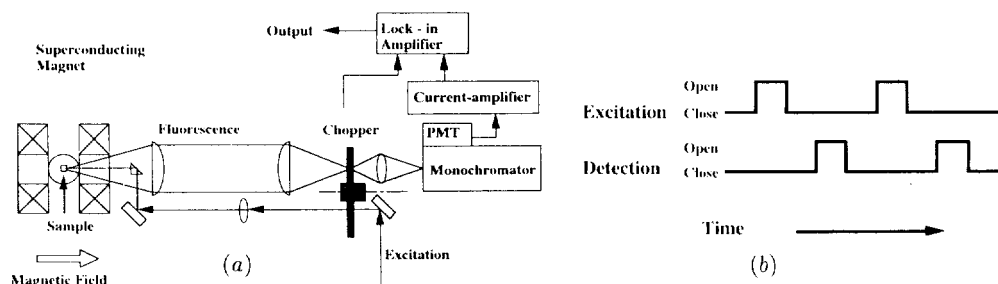 Output
Lock - in
Amplifier
Superconducting
Magnet
Current-amplifier
Fluorescence
Chopper
PMT
Monochromator
Sample
Excitation
Magnetic Field
(a)
Open
Excitation
Close
Open
Detection
Close
Time
(b)